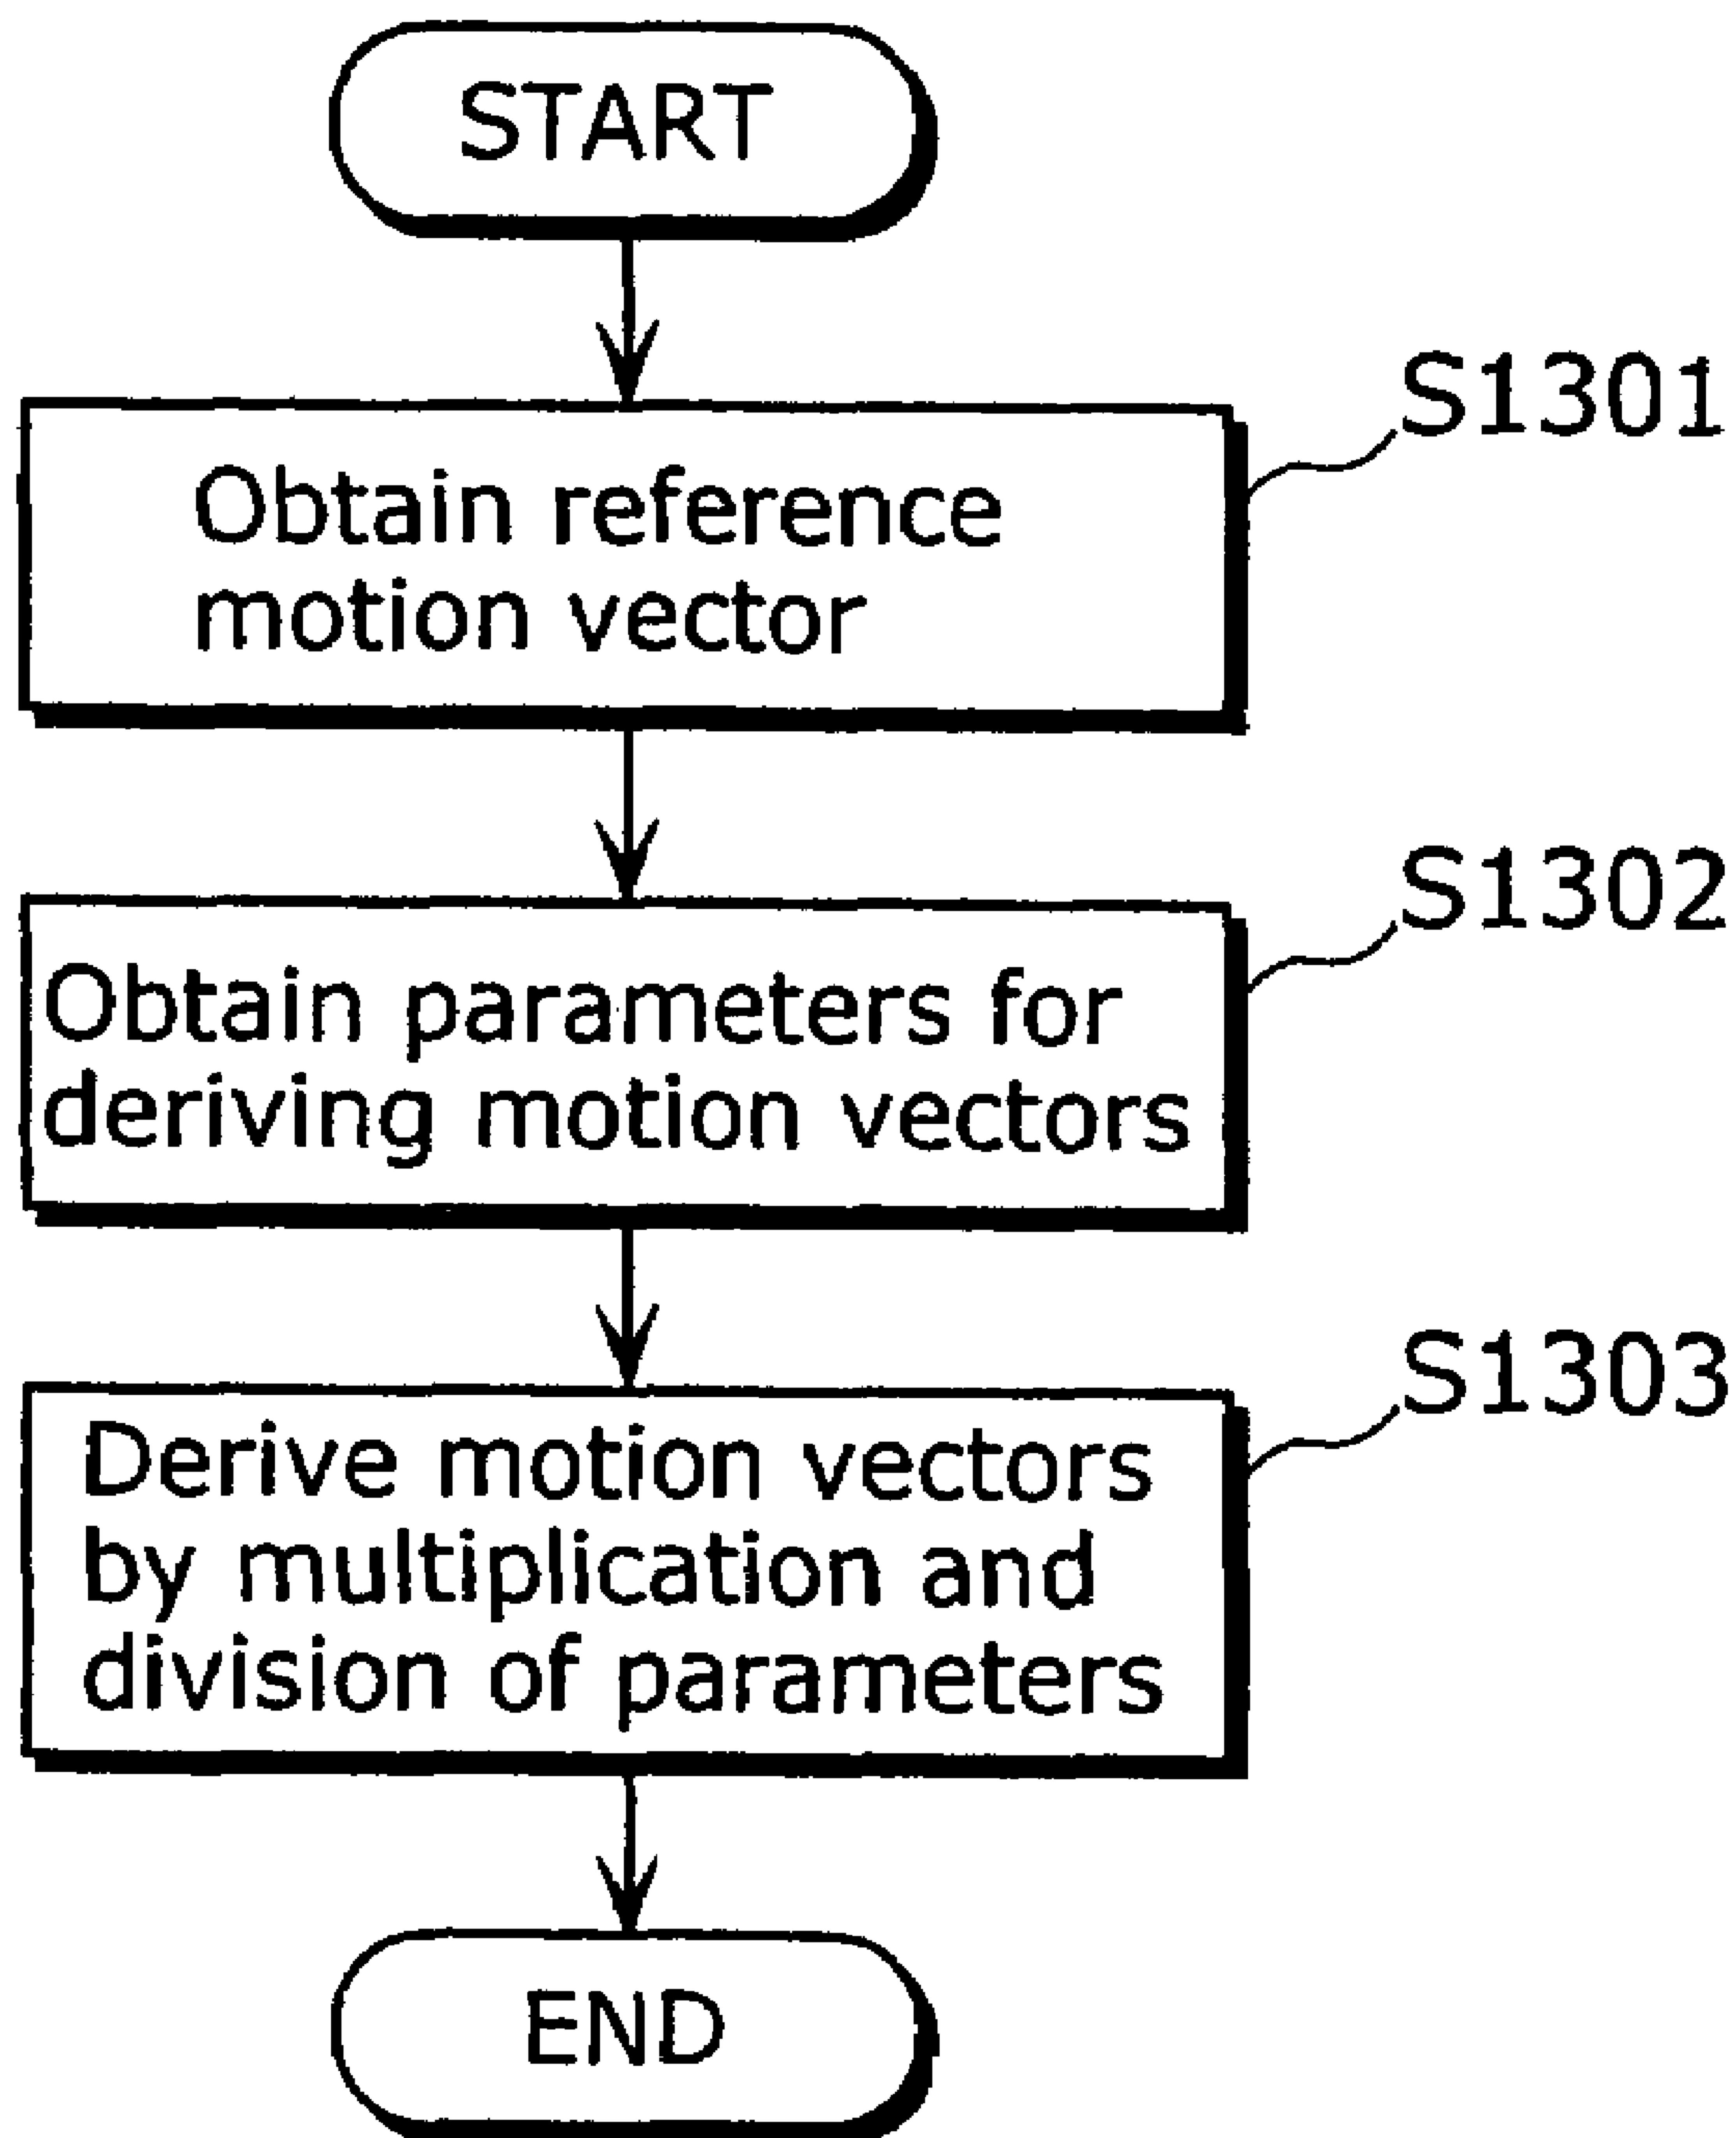 START
S1301
Obtain reference
motion vector
S1302
Obtain parameters for
deriving motion vectors
S1303
Derive motion vectors
by multiplication and
division of parameters
END